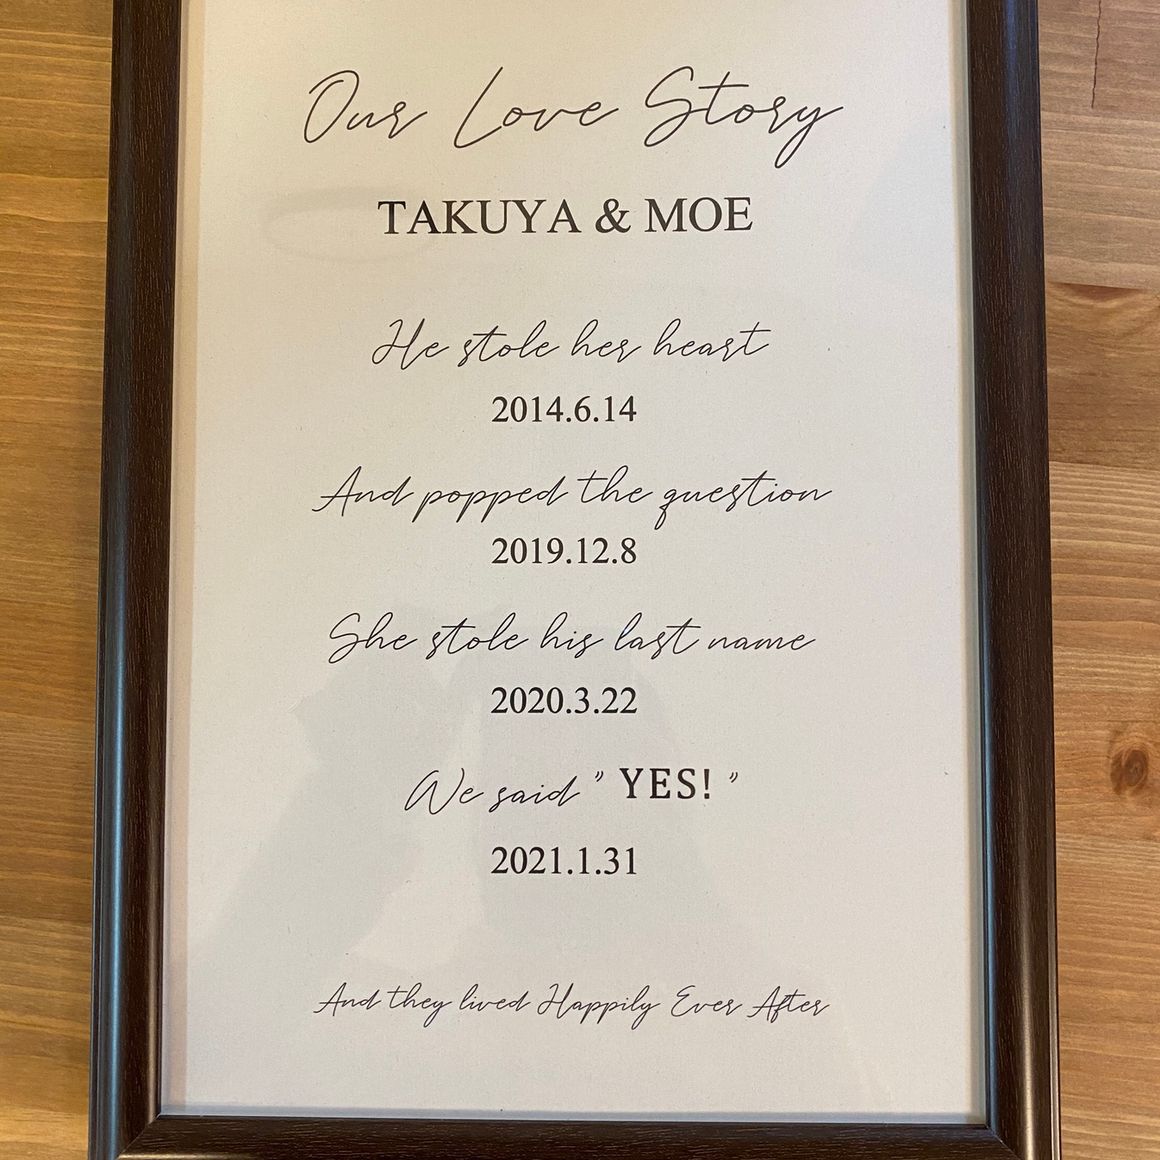 Our Love Story
TAKUYA & MOE
He stole her heart
2014.6.14
And popped the question
2019.12.8
She stole his last name
2020.3.22
We said ” YES! ”
2021.1.31
And they lived Happily Ever After